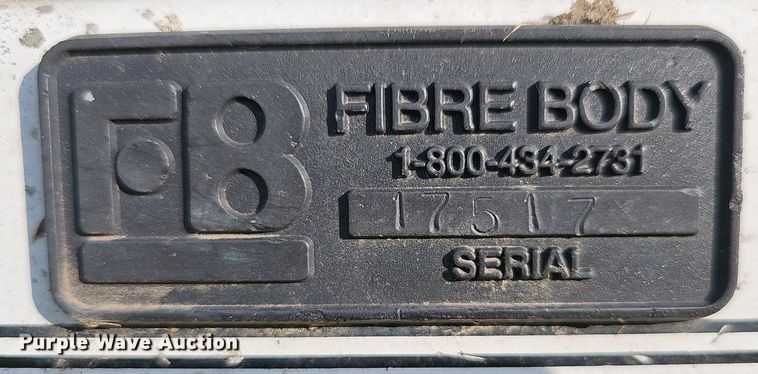 FB
FIBRE BODY
1-800-434-2731
17517
SERIAL
Purple Wave Auction